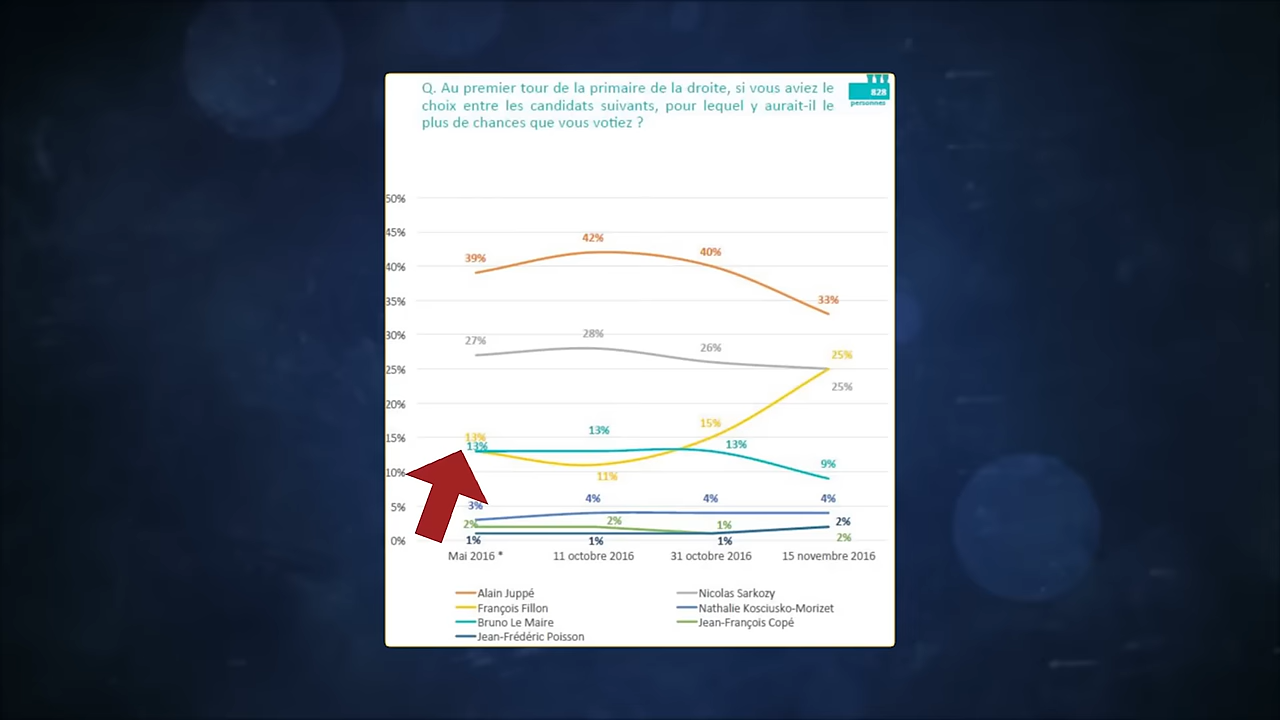 Q. Au premier tour de la primaire de la droite, si vous aviez le
choix entre les candidats suivants, pour lequel y aurait-il le
plus de chances que vous votiez ?
828
personnes
50%
45%
40%
35%
30%
25%
20%
15%
10%
5%
0%
39%
42%
40%
33%
27%
28%
26%
25%
25%
13%
13%
13%
13%
9%
11%
15%
3%
4%
4%
4%
2%
2%
1%
2%
1%
1%
1%
2%
Mai 2016 *
11 octobre 2016
31 octobre 2016
15 novembre 2016
Alain Juppé
Nicolas Sarkozy
François Fillon
Nathalie Kosciusko-Morizet
Bruno Le Maire
Jean-François Copé
Jean-Frédéric Poisson